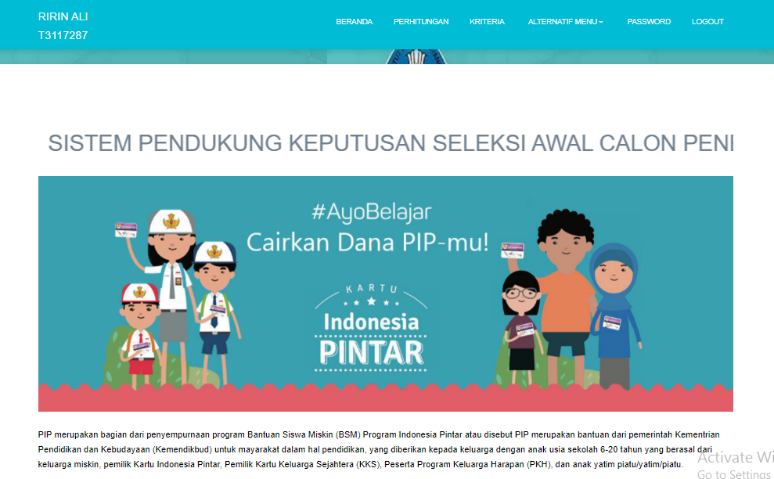 RIRIN ALI
T3117287
BERANDA PERHITUNGAN KRITERIA ALTERNATIF MENU PASSWORD LOGOUT
SISTEM PENDUKUNG KEPUTUSAN SELEKSI AWAL CALON PENI
#AyoBelajar
Cairkan Dana PIP-mu!
KARTU
Indonesia
PINTAR
PIP merupakan bagian dari penyempurnaan program Bantuan Siswa Miskin (BSM) Program Indonesia Pintar atau disebut PIP merupakan bantuan dari pemerintah Kementrian
Pendidikan dan Kebudayaan (Kemendikbud) untuk mayarakat dalam hal pendidikan, yang diberikan kepada keluarga dengan anak usia sekolah 6-20 tahun yang berasal dari
keluarga miskin, pemilik Kartu Indonesia Pintar, Pemilik Kartu Keluarga Sejahtera (KKS), Peserta Program Keluarga Harapan (PKH), dan anak yatim piatu/yatim/piatu.
Activate Wi
Go to Settings